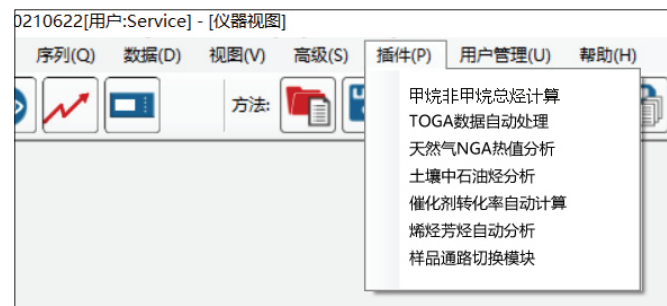 0210622[用户:Service] - [仪器视图]
序列(Q) 数据(D) 视图(V) 高级(S) 插件(P) 用户管理(U) 帮助(H)
方法:
甲烷非甲烷总烃计算
TOGA数据自动处理
天然气NGA热值分析
土壤中石油烃分析
催化剂转化率自动计算
烯烃芳烃自动分析
样品通路切换模块